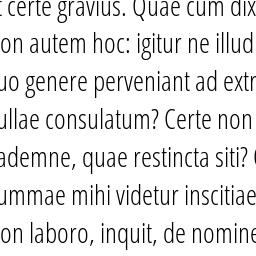 t certe gravius. Quae cum dix
on autem hoc: igitur ne illud
uo genere perveniant ad extr
ullae consulatum? Certe non
ademne, quae restincta siti?
ummae mihi videtur inscitiae
on laboro, inquit, de nomine